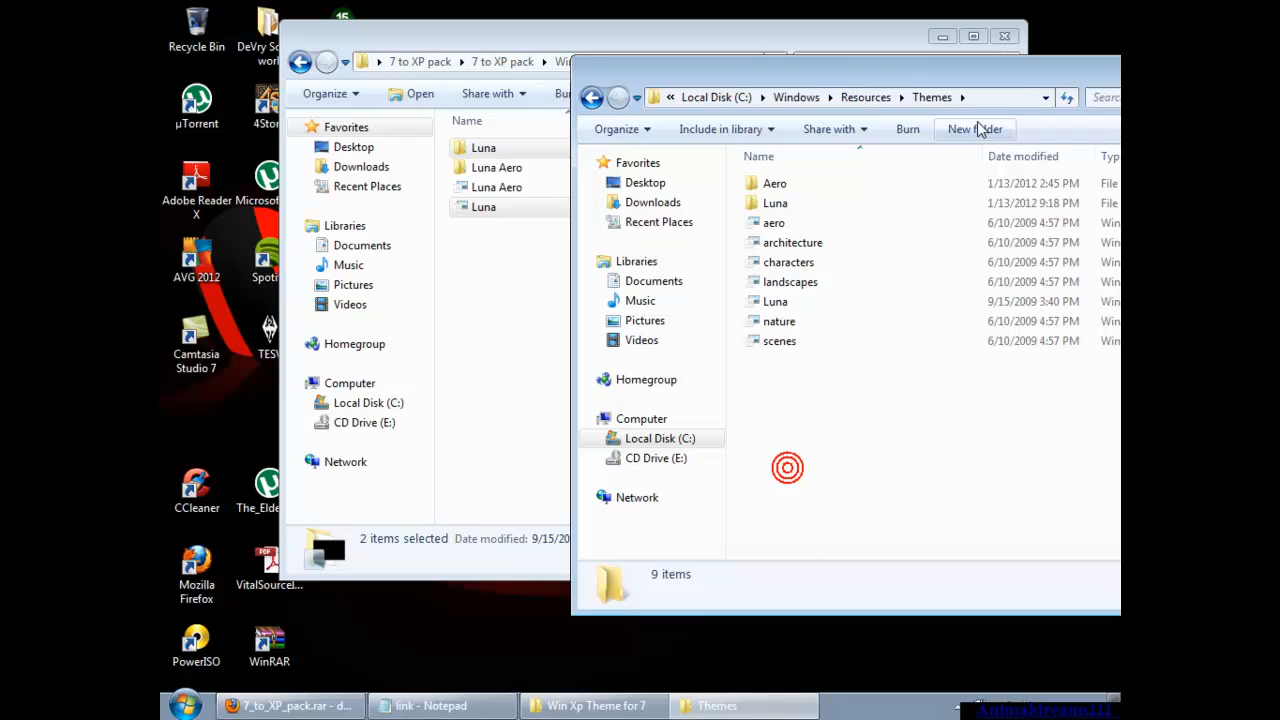 15
Recycle Bin
DeVry Sc
work
µTorrent
4Stor
Adobe Reader
X
Microsof
AVG 2012
Spoti
Camtasia
Studio 7
TESV
CCleaner
The_Elde
Mozilla
Firefox
VitalSourceI...
PowerISO
WinRAR
7 to XP pack
7 to XP pack
Win
Organize
Open
Share with
Bur
Favorites
Desktop
Downloads
Recent Places
Libraries
Documents
Music
Pictures
Videos
Homegroup
Computer
Local Disk (C:)
CD Drive (E:)
Network
Name
Luna
Luna Aero
Luna Aero
Luna
2 items selected Date modified: 9/15/20
« Local Disk (C:) Windows Resources Themes
Searc
Organize Include in library Share with Burn New folder
Favorites
Desktop
Downloads
Recent Places
Libraries
Documents
Music
Pictures
Videos
Homegroup
Computer
Local Disk (C:)
CD Drive (E:)
Network
Name Date modified Typ
Aero 1/13/2012 2:45 PM File
Luna 1/13/2012 9:18 PM File
aero 6/10/2009 4:57 PM Win
architecture 6/10/2009 4:57 PM Win
characters 6/10/2009 4:57 PM Win
landscapes 6/10/2009 4:57 PM Win
Luna 9/15/2009 3:40 PM Win
nature 6/10/2009 4:57 PM Win
scenes 6/10/2009 4:57 PM Win
9 items
7_to_XP_pack.rar - d...
link - Notepad
Win Xp Theme for 7
Themes